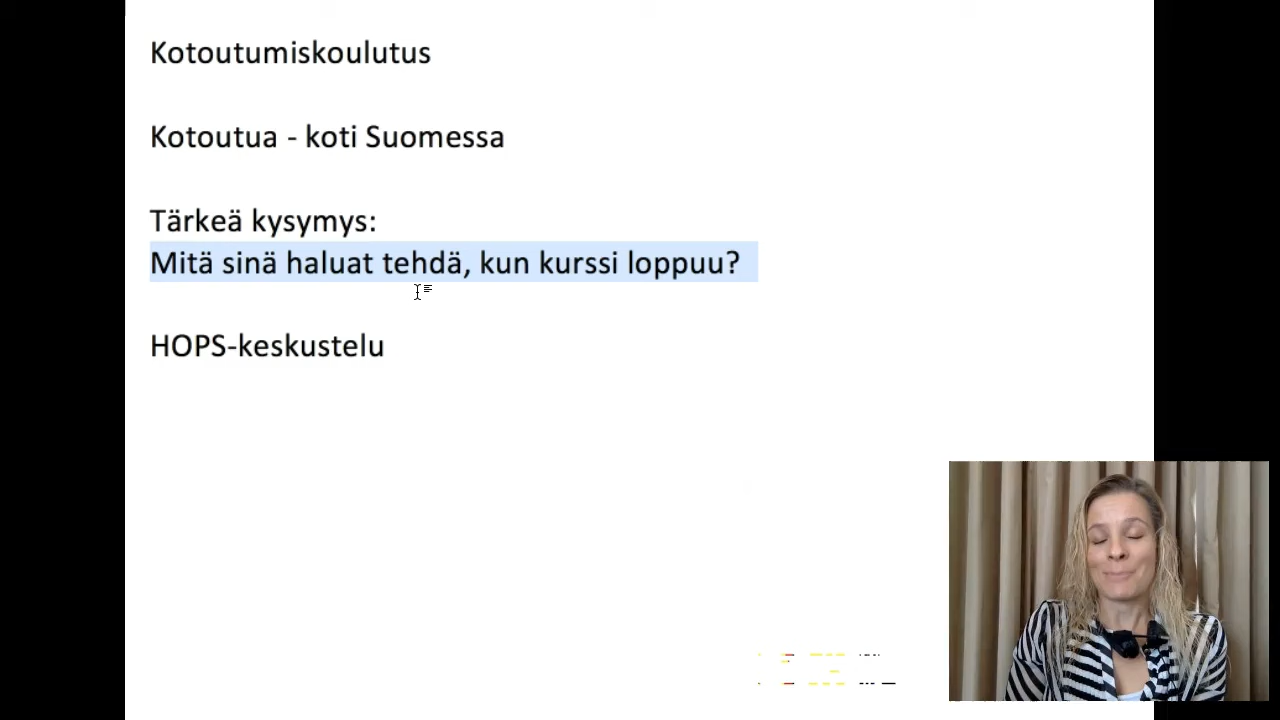 Kotoutumiskoulutus
Kotoutua - koti Suomessa
Tärkeä kysymys:
Mitä sinä haluat tehdä, kun kurssi loppuu?
HOPS-keskustelu